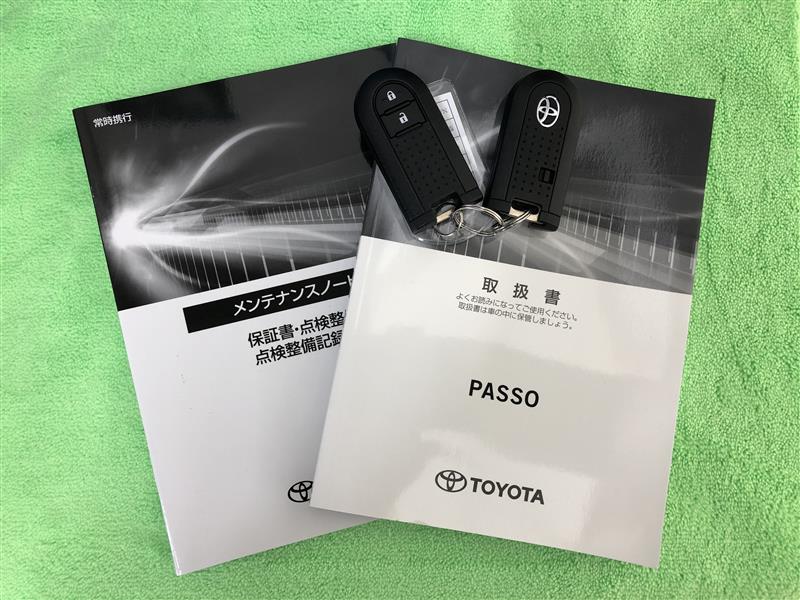 常時携行
メンテナンスノート
保証書・点検整
点検整備記録
取扱書
よくお読みになってご使用ください。
取扱書は車の中に保管しましょう。
PASSO
TOYOTA